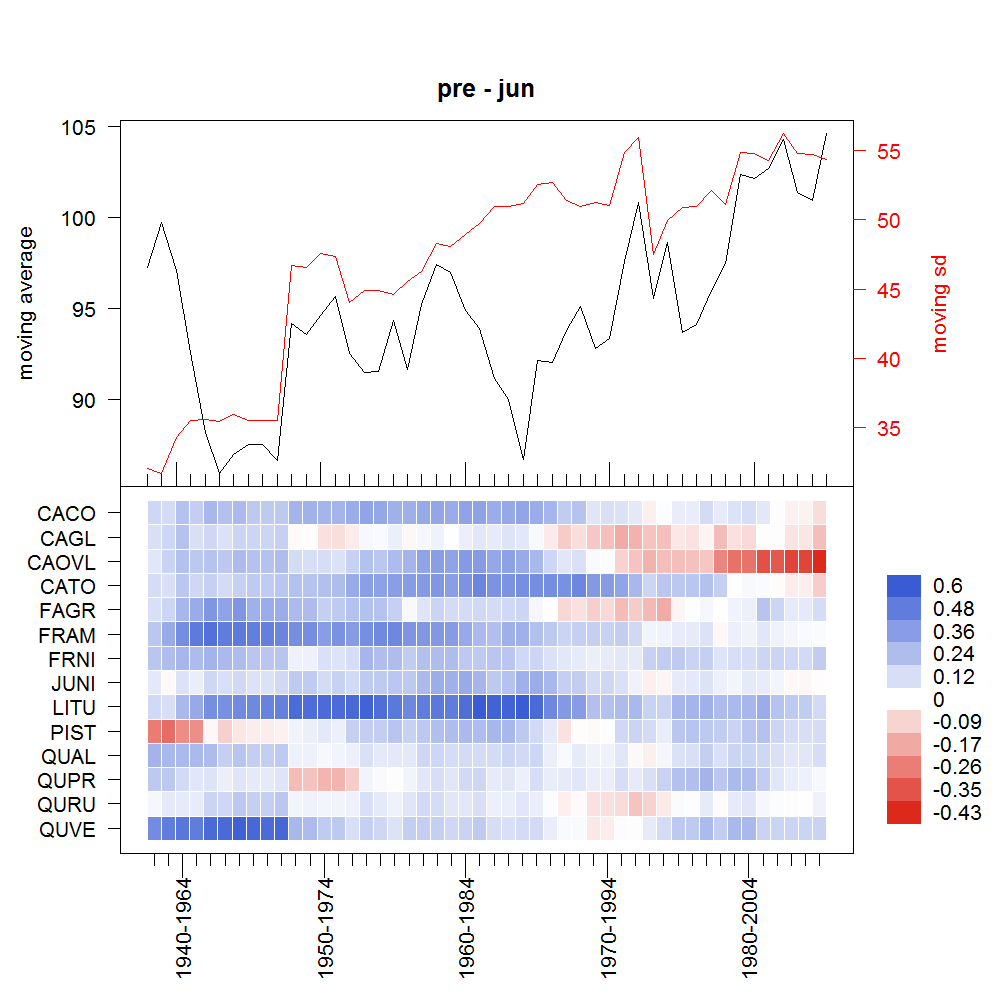 pre - jun
moving average
105
100
95
90
55
50
45
40
35
moving sd
CACO
CAGL
CAOVL
CATO
FAGR
FRAM
FRNI
JUNI
LITU
PIST
QUAL
QUPR
QURU
QUVE
0.6
0.48
0.36
0.24
0.12
0
-0.09
-0.17
-0.26
-0.35
-0.43
1940-1964
1950-1974
1960-1984
1970-1994
1980-2004